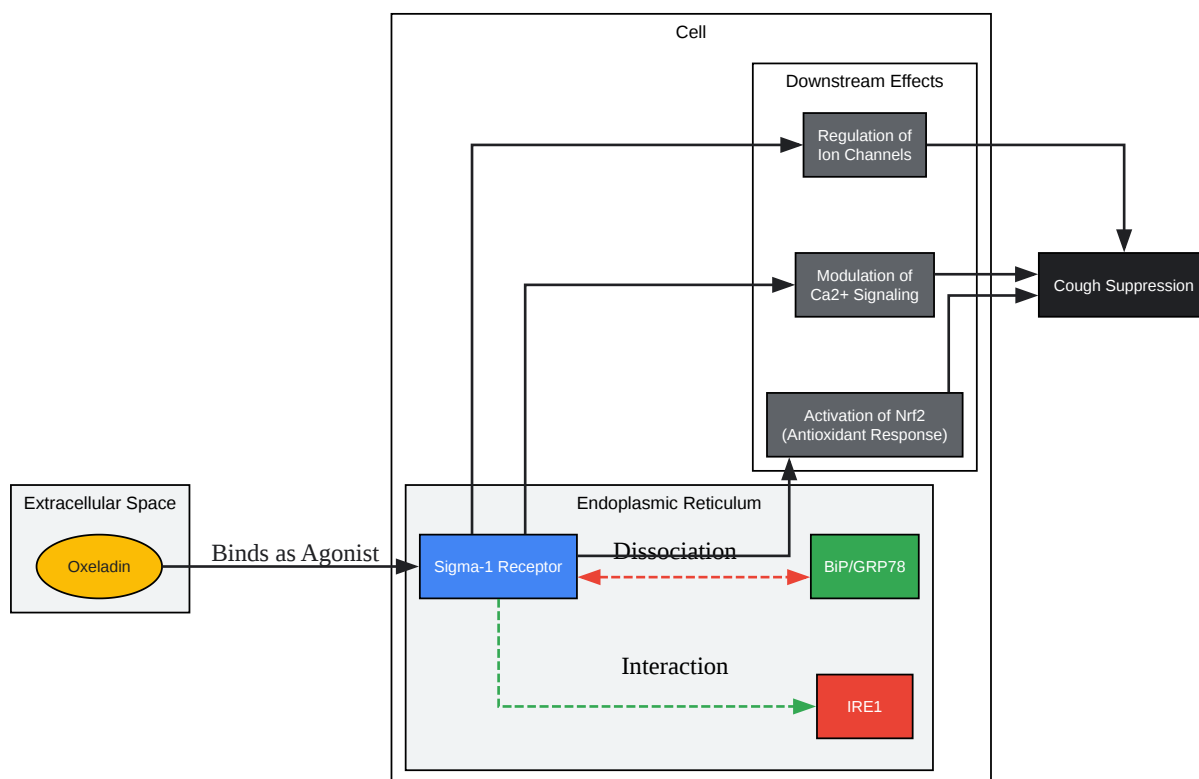 Cell
Downstream Effects
Regulation of
Ion Channels
Modulation of
Ca2+ Signaling
Cough Suppression
Activation of Nrf2
(Antioxidant Response)
Extracellular Space
Endoplasmic Reticulum
Oxeladin
Binds as Agonist
Sigma-1 Receptor
Dissociation
BiP/GRP78
Interaction
IRE1